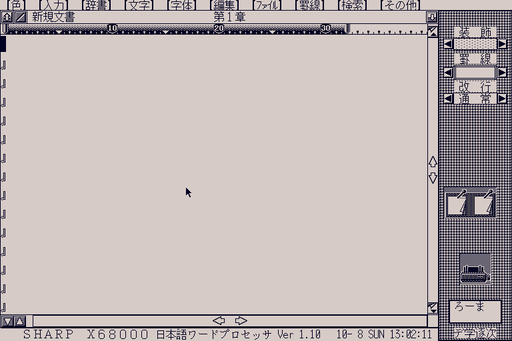 【色】 【入力】 【辞書】 【文字】 【字体】 【編集】 【ファイル】 【罫線】 【検索】 【その他】
新規文書 第1章
10 20 30
装飾
罫線
改行
通常
ろーま
文学逐次
SHARP X68000 日本語ワードプロセッサ Ver 1.10 10- 8 SUN 13:02:11